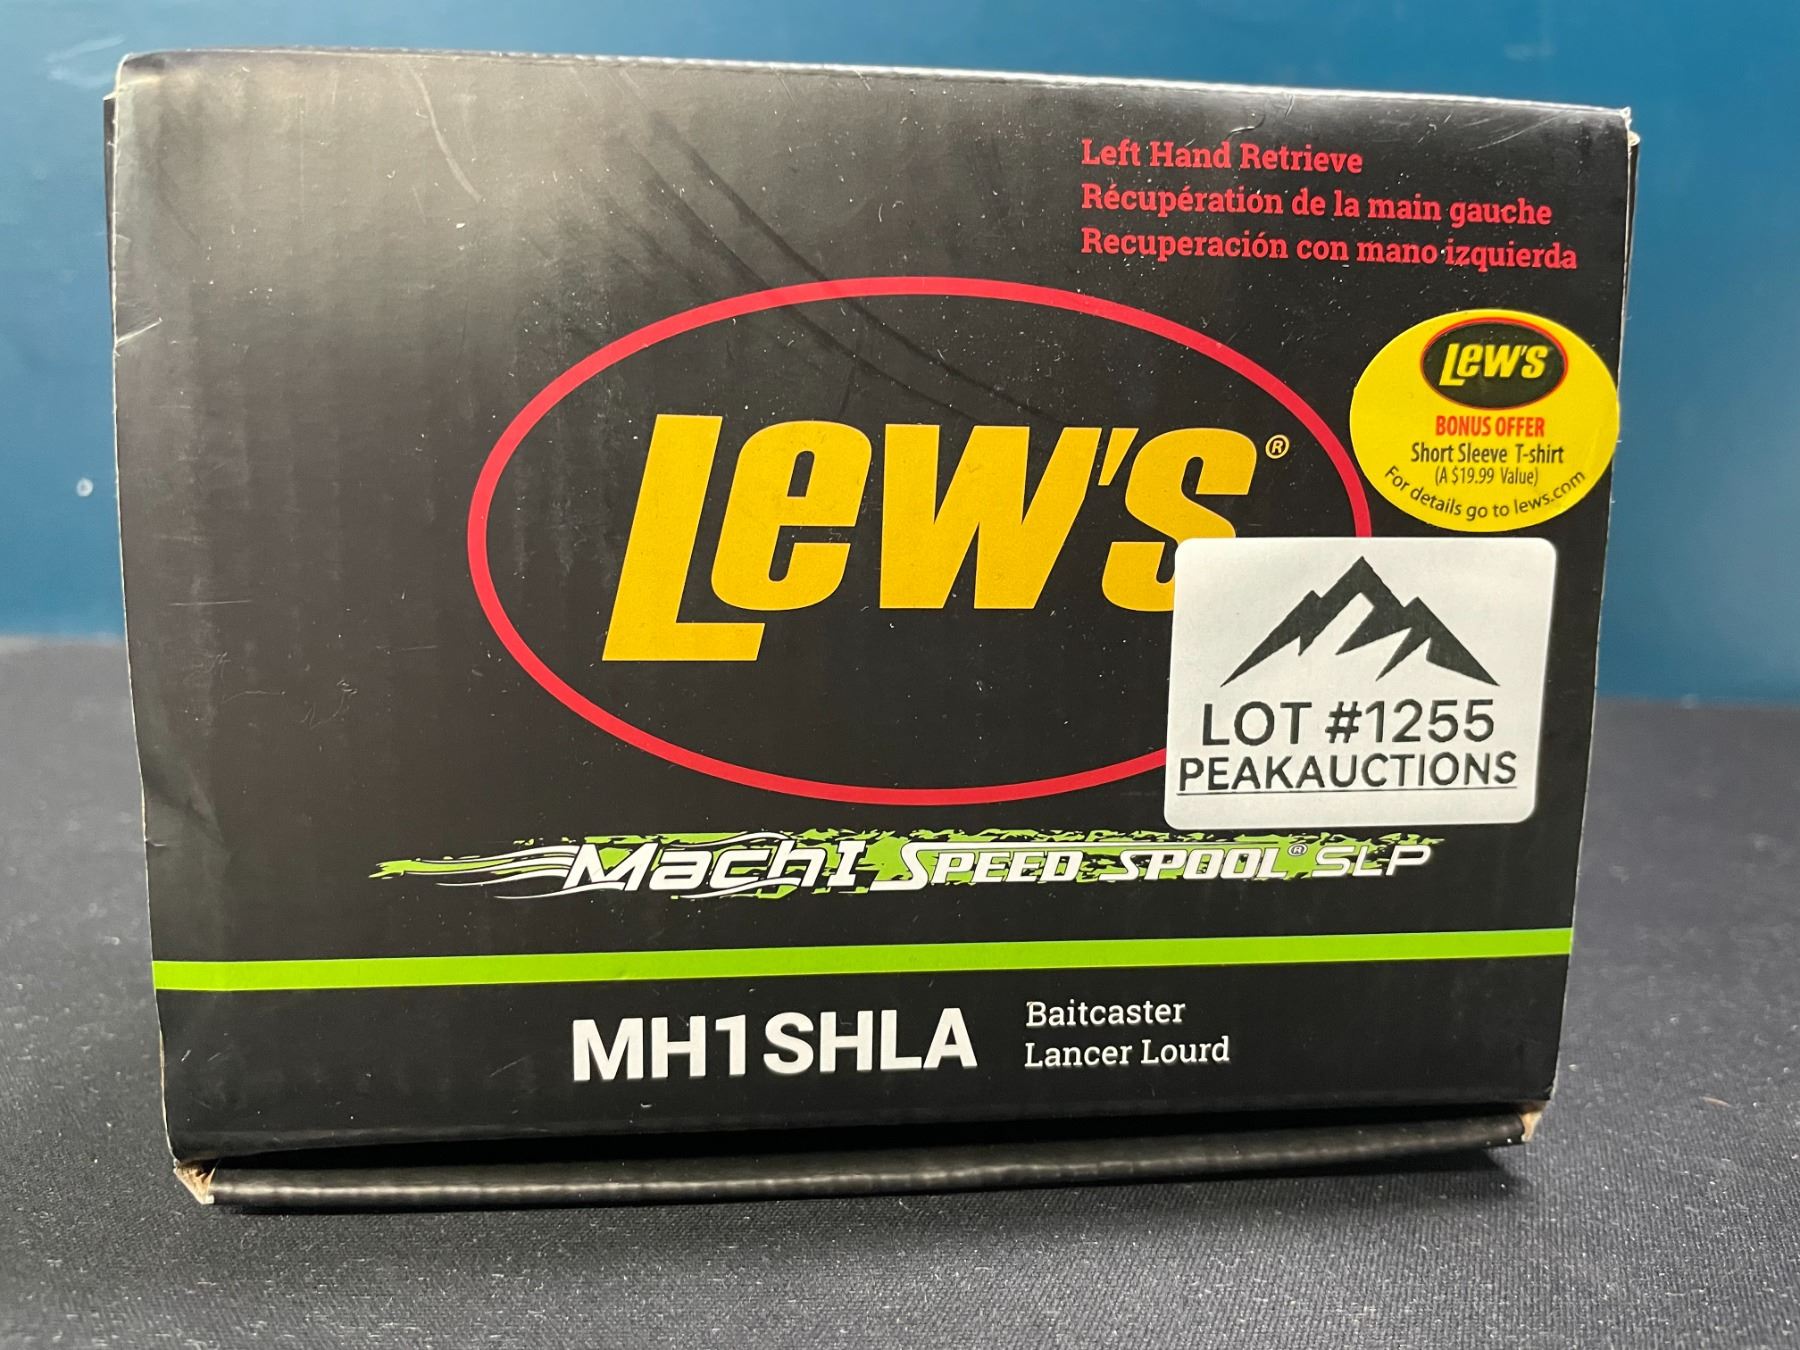 Left Hand Retrieve
Récupération de la main gauche
Recuperación con mano izquierda
Lew's®
Lew's
BONUS OFFER
Short Sleeve T-shirt
(A $19.99 Value)
For details go to lews.com
LOT #1255
PEAKAUCTIONS
MachI SPEED SPOOL® SLP
MH1SHLA
Baitcaster
Lancer Lourd